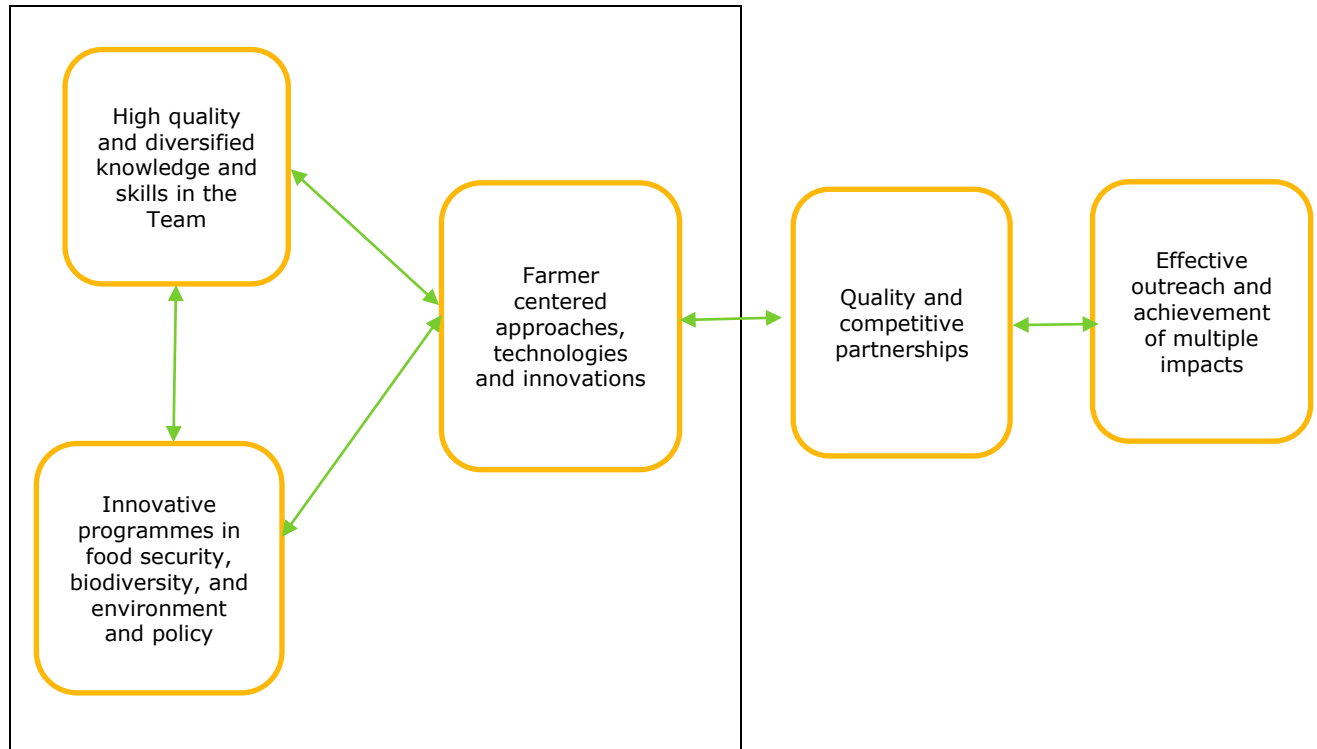 High quality
and diversified
knowledge and
skills in the
Team
Innovative
programmes in
food security,
biodiversity, and
environment
and policy
Farmer
centered
approaches,
technologies
and innovations
Quality and
competitive
partnerships
Effective
outreach and
achievement
of multiple
impacts